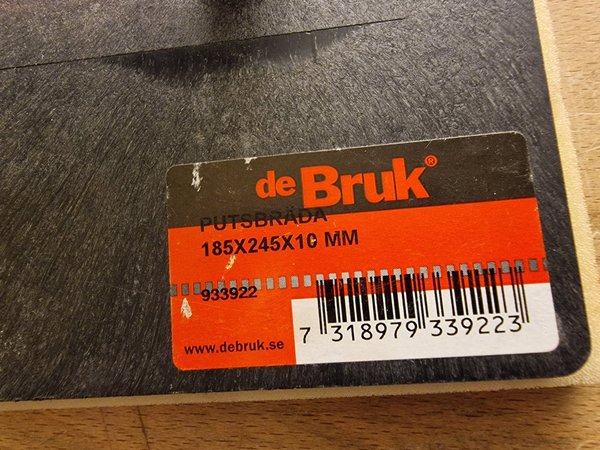 de Bruk®
PUTSBRÄDA
185X245X10 MM
933922
www.debruk.se
7 318979 339223